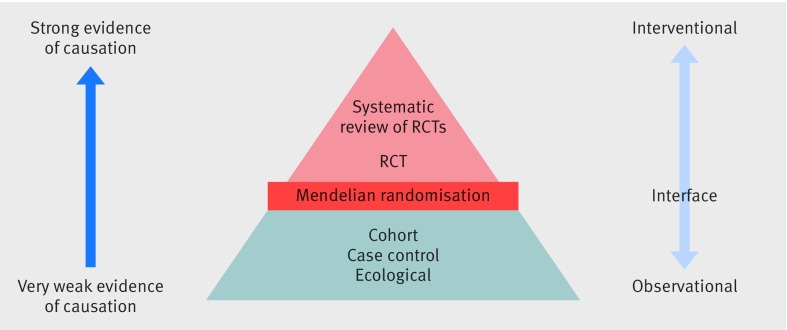 Strong evidence
of causation
Very weak evidence
of causation
Systematic
review of RCTs
RCT
Mendelian randomisation
Cohort
Case control
Ecological
Interventional
Interface
Observational